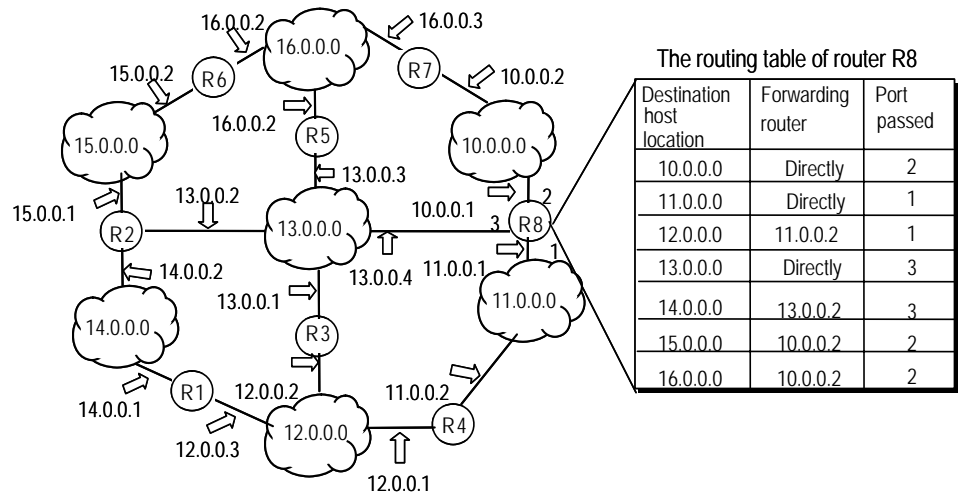 16.0.0.2
16.0.0.3
16.0.0.0
R7
R6
15.0.0.2
10.0.0.2
16.0.0.2
R5
15.0.0.0
10.0.0.0
13.0.0.3
13.0.0.2
15.0.0.1
10.0.0.1
2
R2
13.0.0.0
3
R8
1
14.0.0.2
13.0.0.4
11.0.0.1
13.0.0.1
11.0.0.0
14.0.0.0
R3
14.0.0.1
R1
12.0.0.2
11.0.0.2
12.0.0.3
12.0.0.0
R4
12.0.0.1
The routing table of router R8
Destination host location Forwarding router Port passed
10.0.0.0 Directly 2
11.0.0.0 Directly 1
12.0.0.0 11.0.0.2 1
13.0.0.0 Directly 3
14.0.0.0 13.0.0.2 3
15.0.0.0 10.0.0.2 2
16.0.0.0 10.0.0.2 2